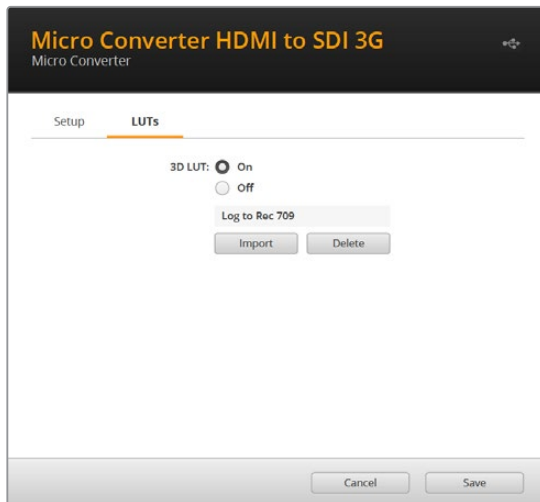 Micro Converter HDMI to SDI 3G
Micro Converter
Setup LUTs
3D LUT: On
Off
Log to Rec 709
Import Delete
Cancel Save